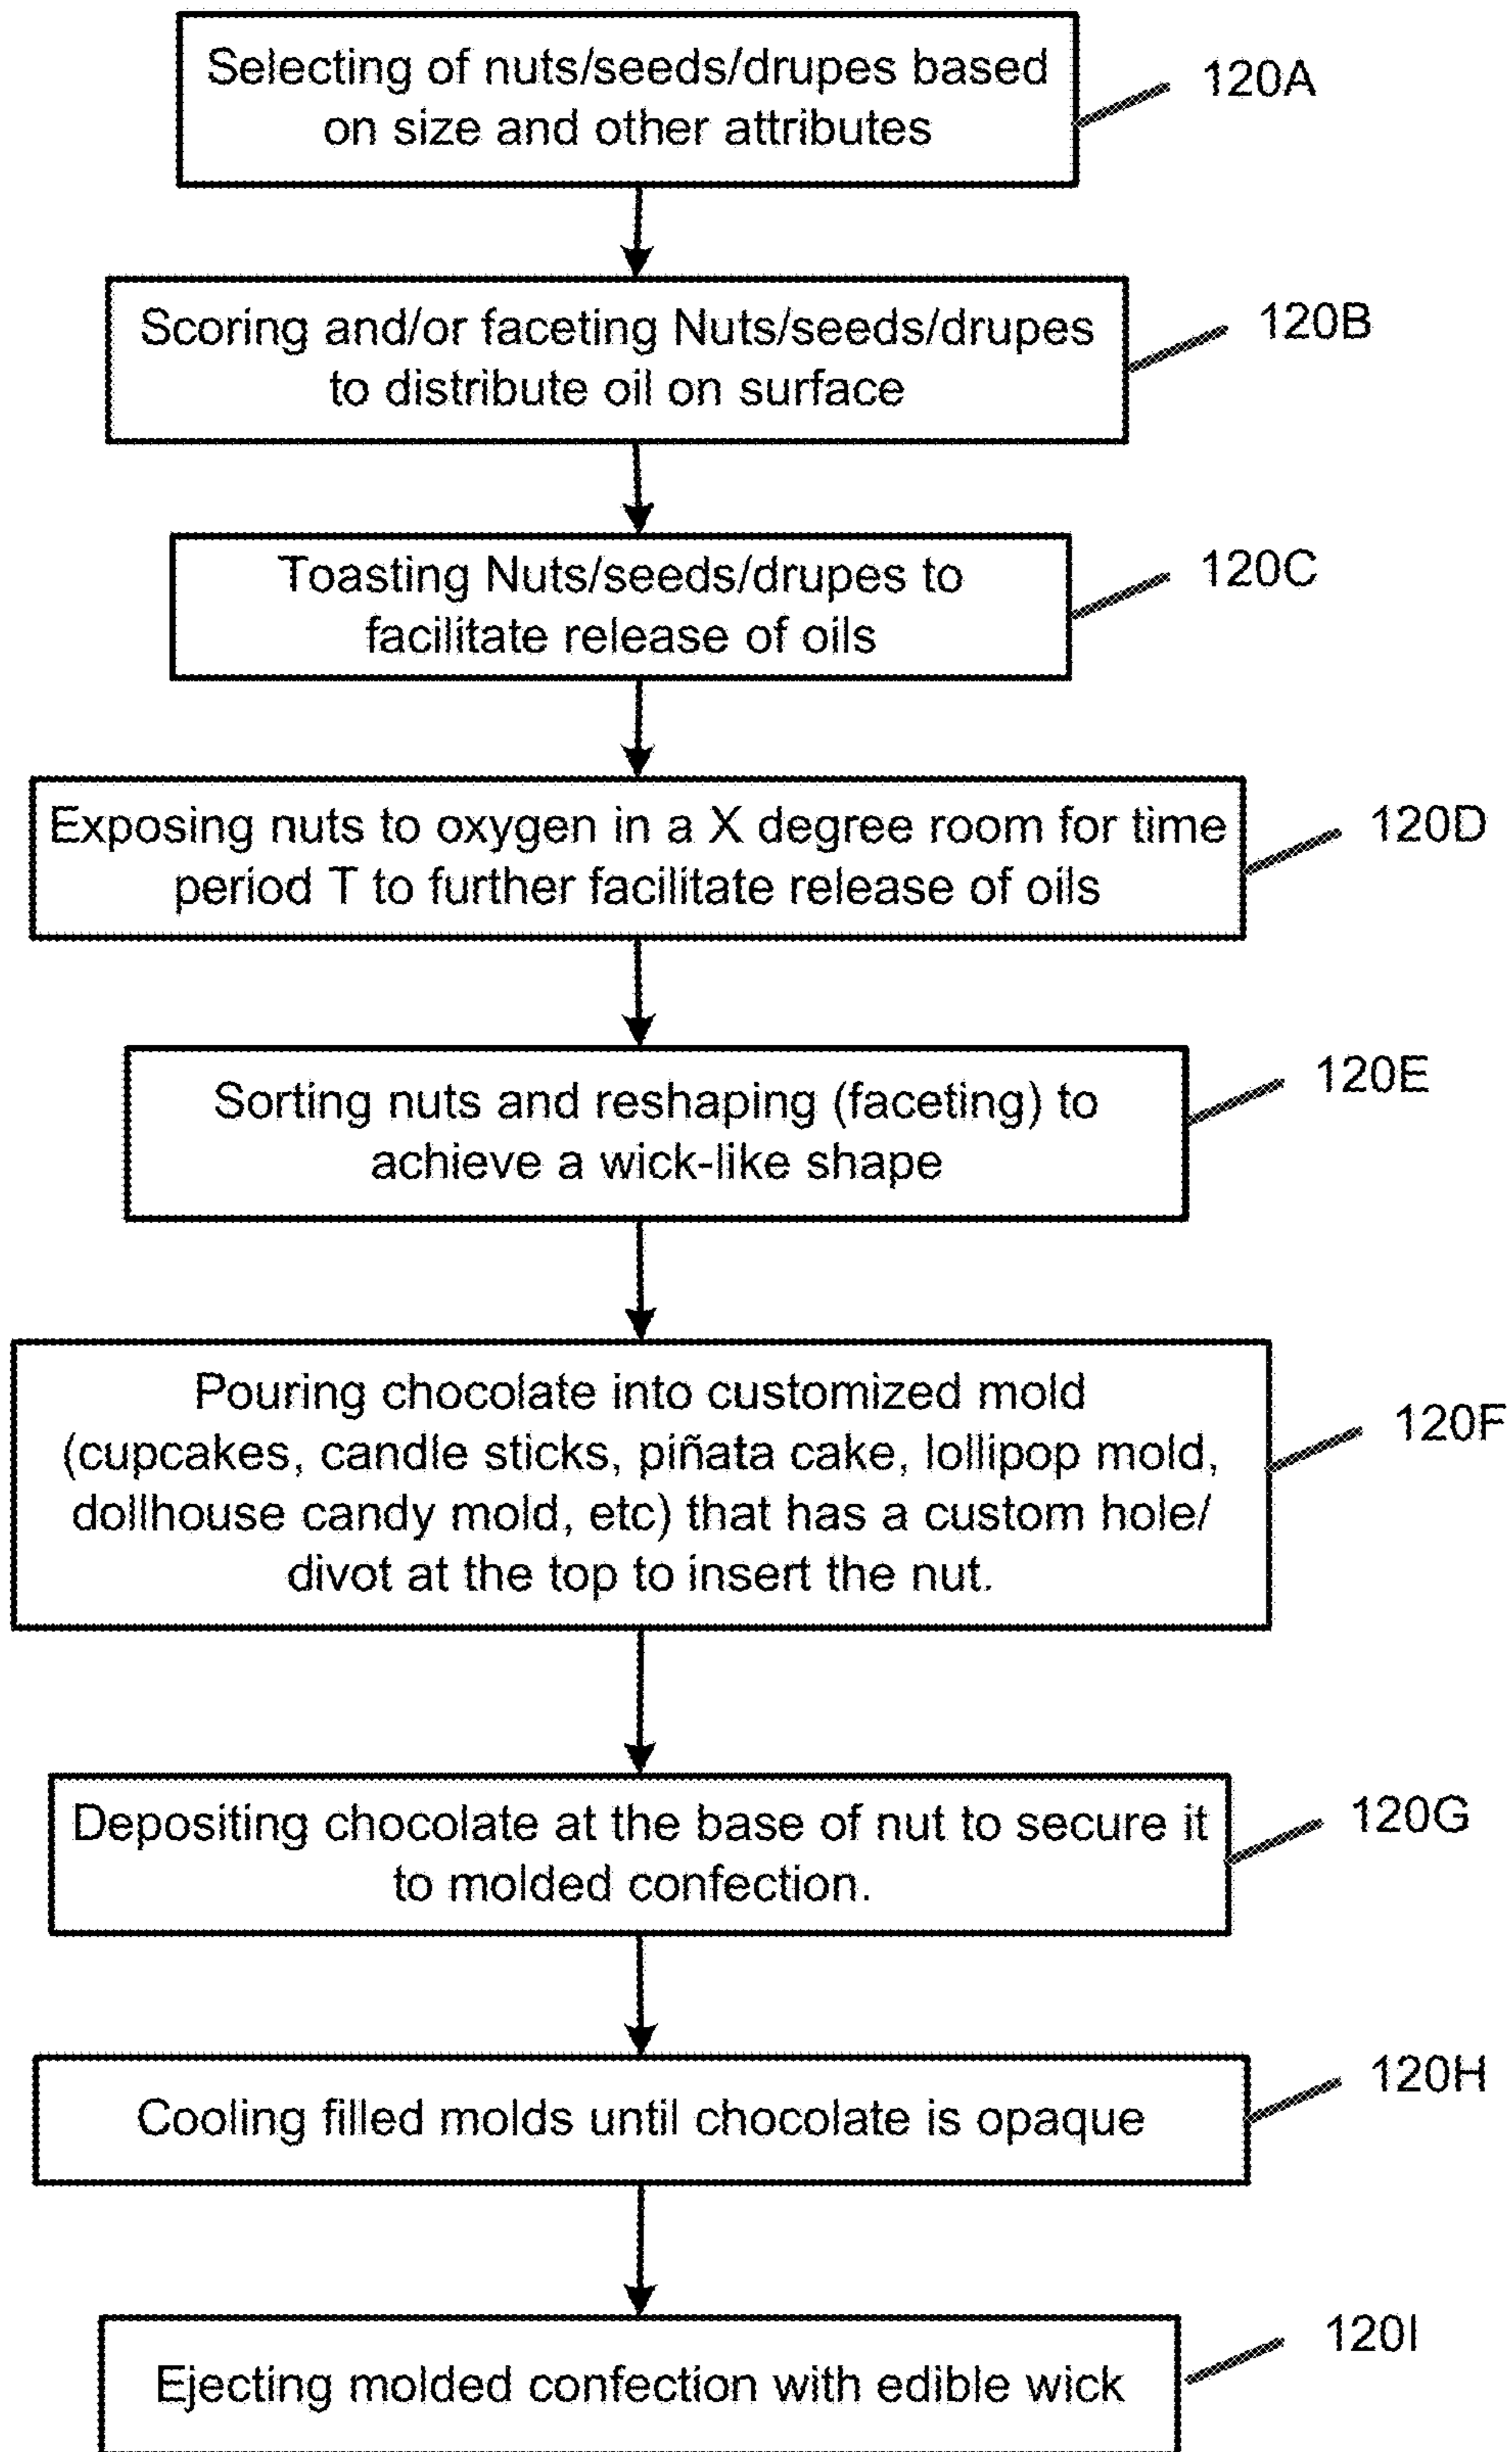 Selecting of nuts/seeds/drupes based
on size and other attributes
120A
Scoring and/or faceting Nuts/seeds/drupes
to distribute oil on surface
120B
Toasting Nuts/seeds/drupes to
facilitate release of oils
120C
Exposing nuts to oxygen in a X degree room for time
period T to further facilitate release of oils
120D
Sorting nuts and reshaping (faceting) to
achieve a wick-like shape
120E
Pouring chocolate into customized mold
(cupcakes, candle sticks, piñata cake, lollipop mold,
dollhouse candy mold, etc) that has a custom hole/
divot at the top to insert the nut.
120F
Depositing chocolate at the base of nut to secure it
to molded confection.
120G
Cooling filled molds until chocolate is opaque
120H
Ejecting molded confection with edible wick
120I